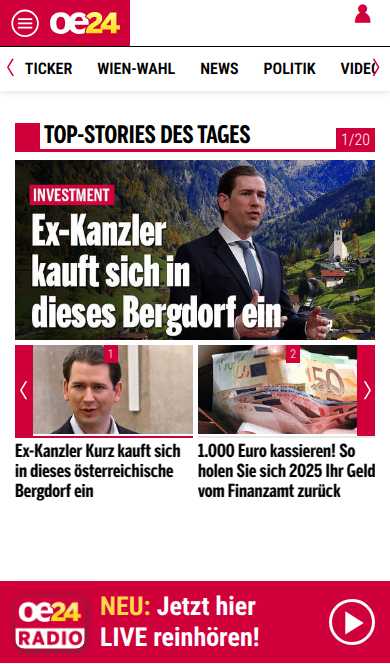 oe24
TICKER WIEN-WAHL NEWS POLITIK VIDEO
TOP-STORIES DES TAGES
1/20
INVESTMENT
Ex-Kanzler
kauft sich in
dieses Bergdorf ein
1
2
Ex-Kanzler Kurz kauft sich
in dieses österreichische
Bergdorf ein
1.000 Euro kassieren! So
holen Sie sich 2025 Ihr Geld
vom Finanzamt zurück
50
oe24
RADIO
NEU: Jetzt hier
LIVE reinhören!